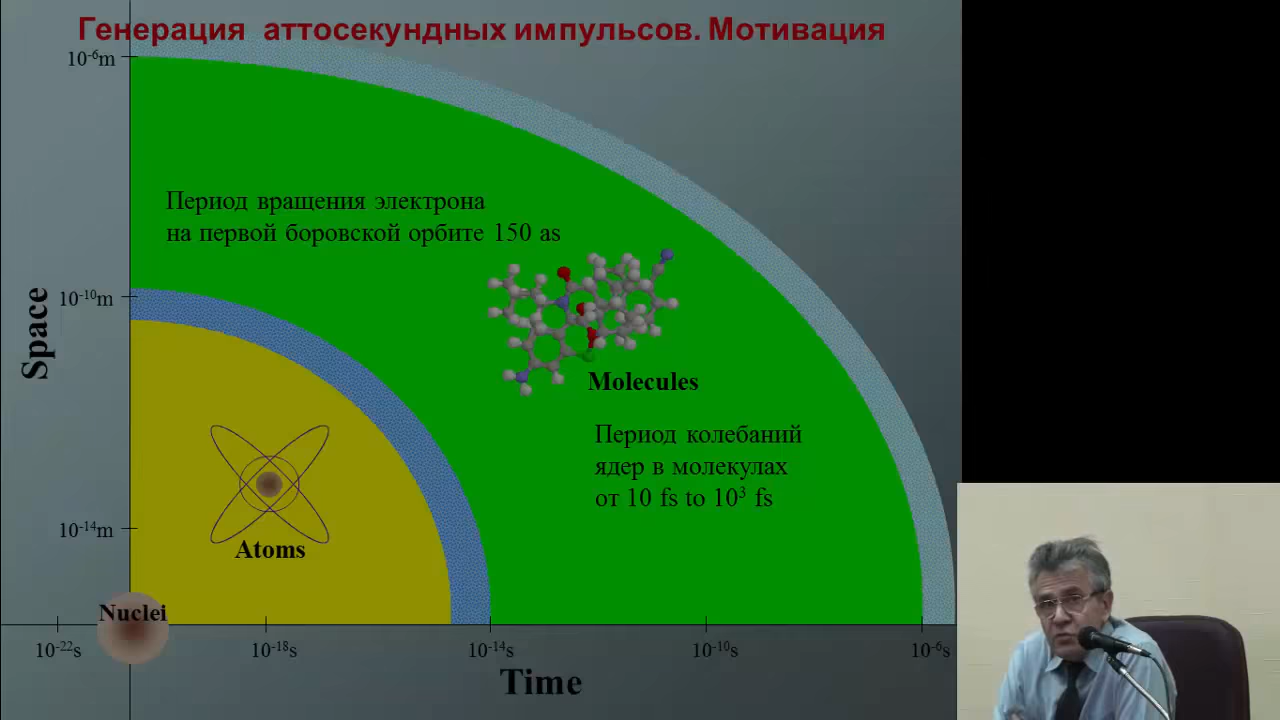 Генерация аттосекундных импульсов. Мотивация
10⁻⁶m
Период вращения электрона
на первой боровской орбите 150 as
10⁻¹⁰m
Space
Molecules
Период колебаний
ядер в молекулах
от 10 fs to 10³ fs
10⁻¹⁴m
Atoms
Nuclei
10⁻²²s 10⁻¹⁸s 10⁻¹⁴s 10⁻¹⁰s 10⁻⁶s
Time